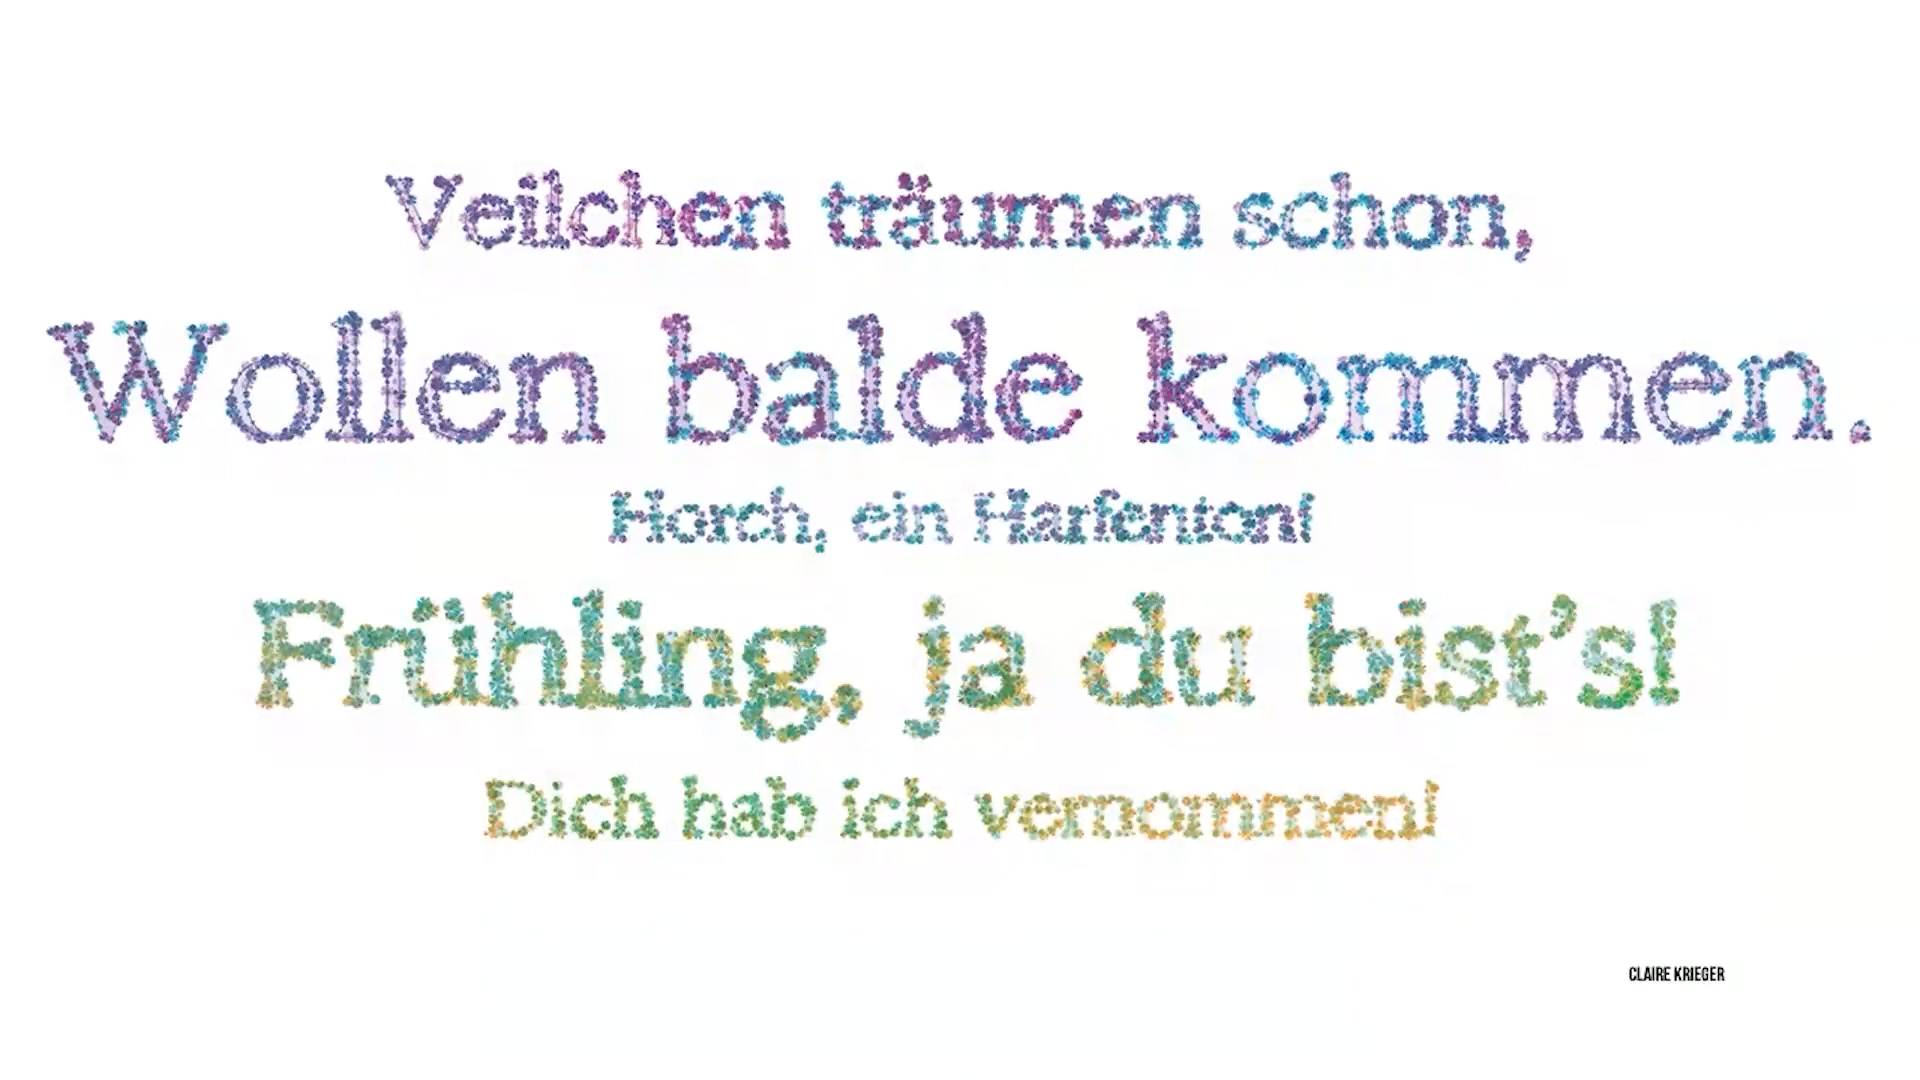 Veilchen träumen schon,
Wollen balde kommen.
Horch, ein Harfenton!
Frühling, ja du bist's!
Dich hab ich vernommen!
CLAIRE KRIEGER